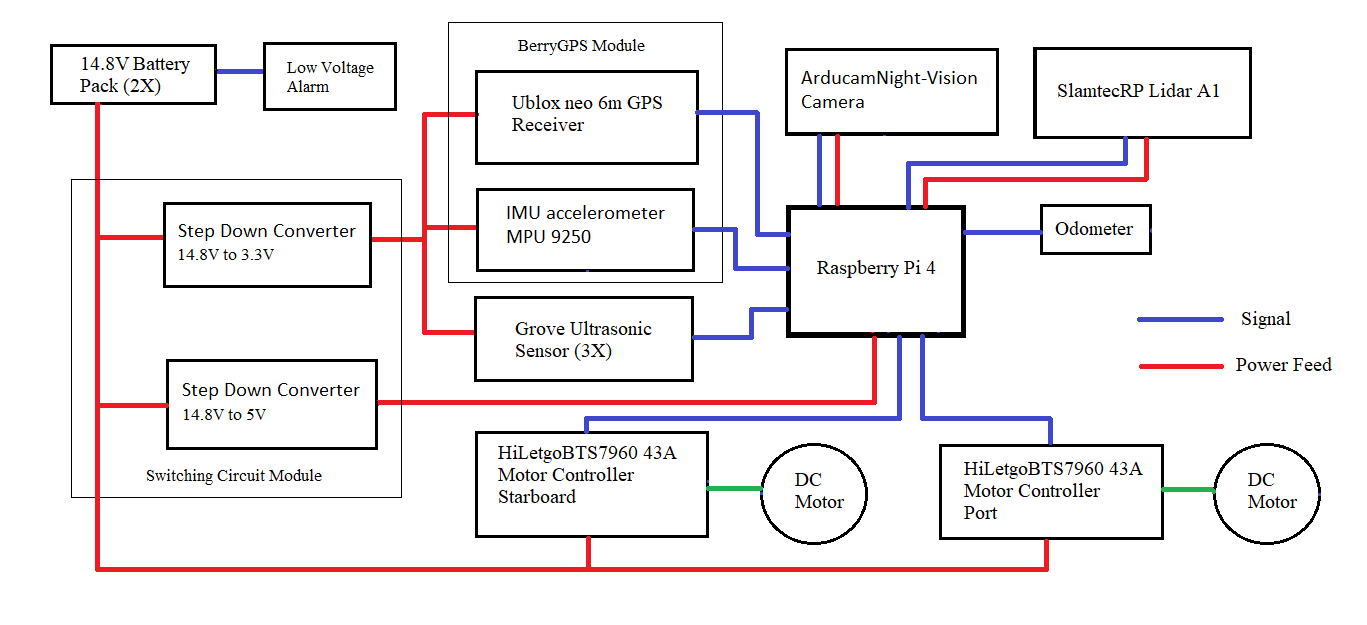 14.8V Battery
Pack (2X)
Low Voltage
Alarm
BerryGPS Module
Ublox neo 6m GPS
Receiver
ArducamNight-Vision
Camera
SlamtecRP Lidar A1
IMU accelerometer
MPU 9250
Step Down Converter
14.8V to 3.3V
Raspberry Pi 4
Odometer
Grove Ultrasonic
Sensor (3X)
Signal
Power Feed
Step Down Converter
14.8V to 5V
Switching Circuit Module
HiLetgoBTS7960 43A
Motor Controller
Starboard
DC
Motor
HiLetgoBTS7960 43A
Motor Controller
Port
DC
Motor